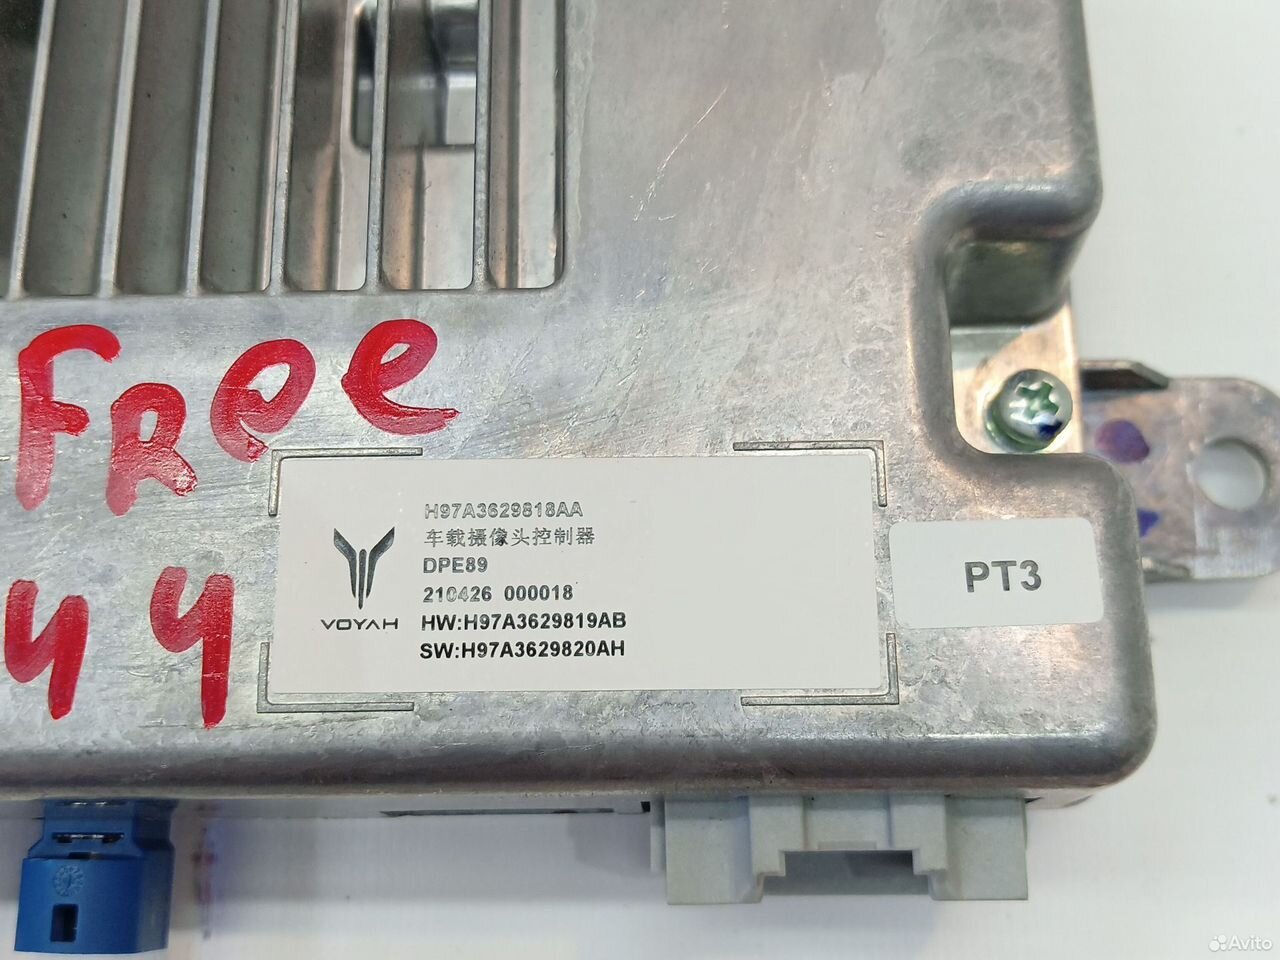 FRee
44
H97A3629818AA
车载摄像头控制器
DPE89
210426 000018
HW:H97A3629819AB
SW:H97A3629820AH
VOYAH
PT3
Avito